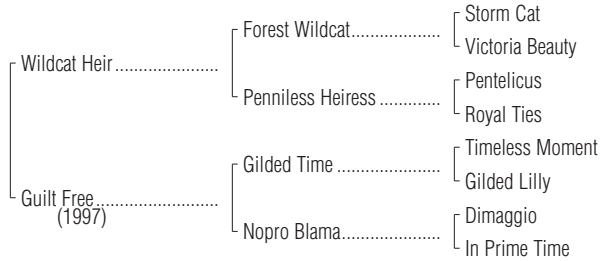 Storm Cat
Forest Wildcat....................
Victoria Beauty
Wildcat Heir.......................
Pentelicus
Penniless Heiress.............
Royal Ties
Timeless Moment
Gilded Time.......................
Gilded Lilly
Guilt Free...........................
(1997)
Dimaggio
Nopro Blama......................
In Prime Time